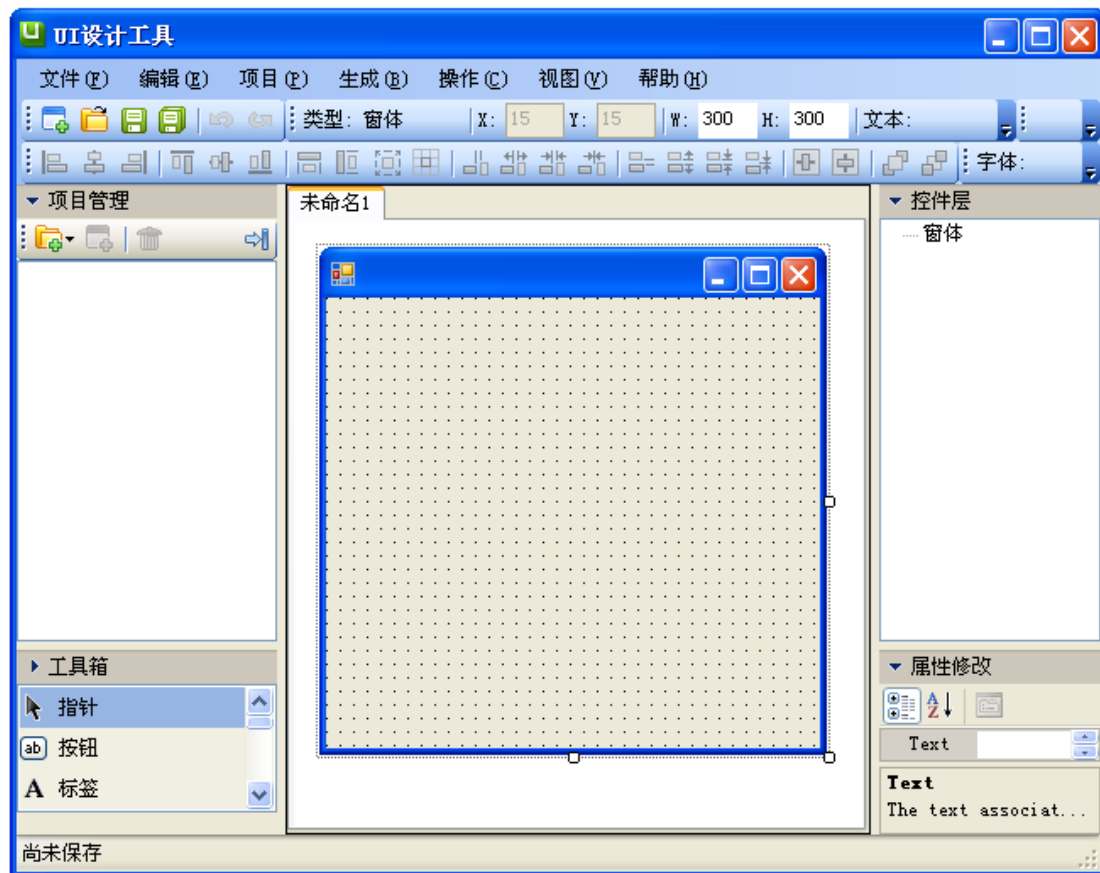 UI设计工具
文件(F) 编辑(E) 项目(P) 生成(B) 操作(C) 视图(V) 帮助(H)
类型: 窗体 X: 15 Y: 15 W: 300 H: 300 文本:
字体:
项目管理
未命名1
控件层
窗体
工具箱
指针
ab 按钮
A 标签
属性修改
AZ
Text
Text
The text associat...
尚未保存